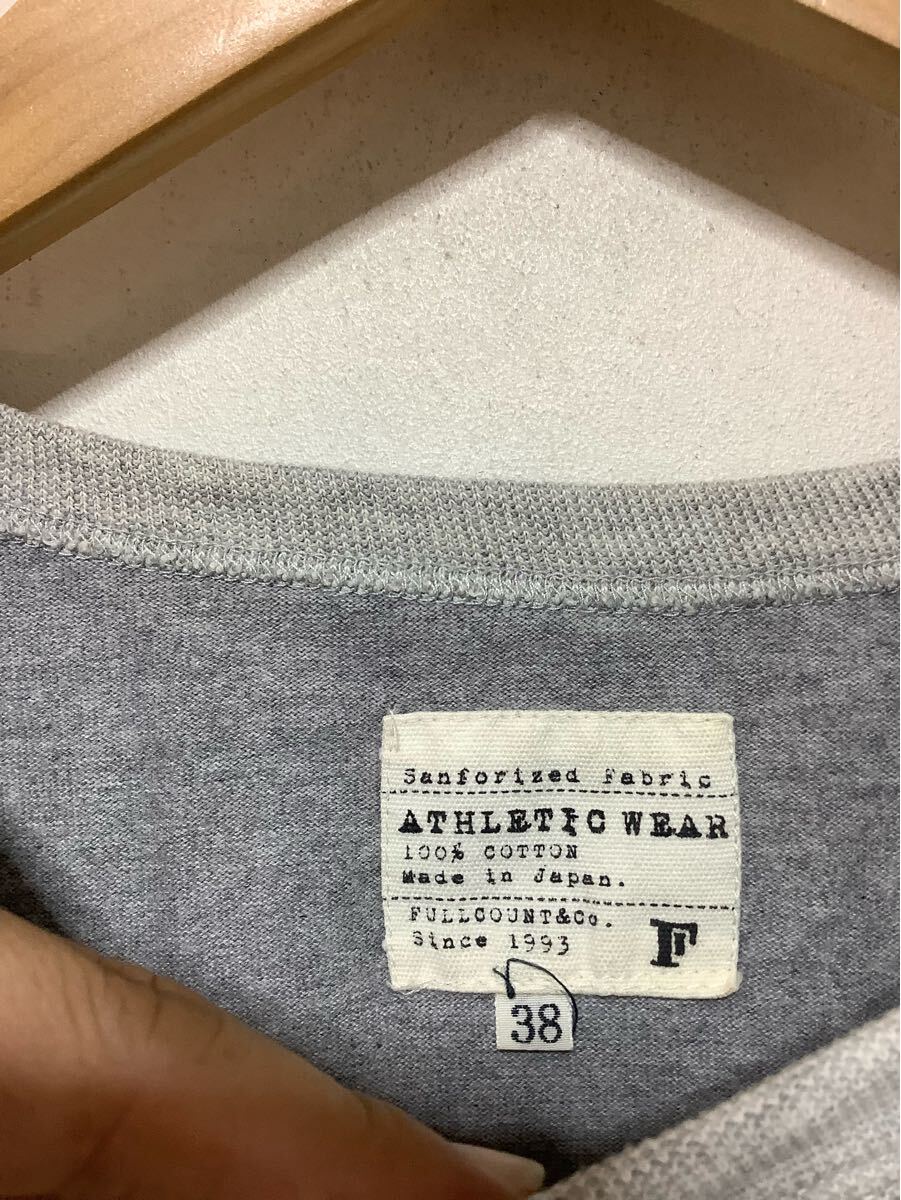 Sanforized Fabric
ATHLETIC WEAR
100% COTTON
Made in Japan.
FULLCOUNT&Co.
Since 1993
F
38